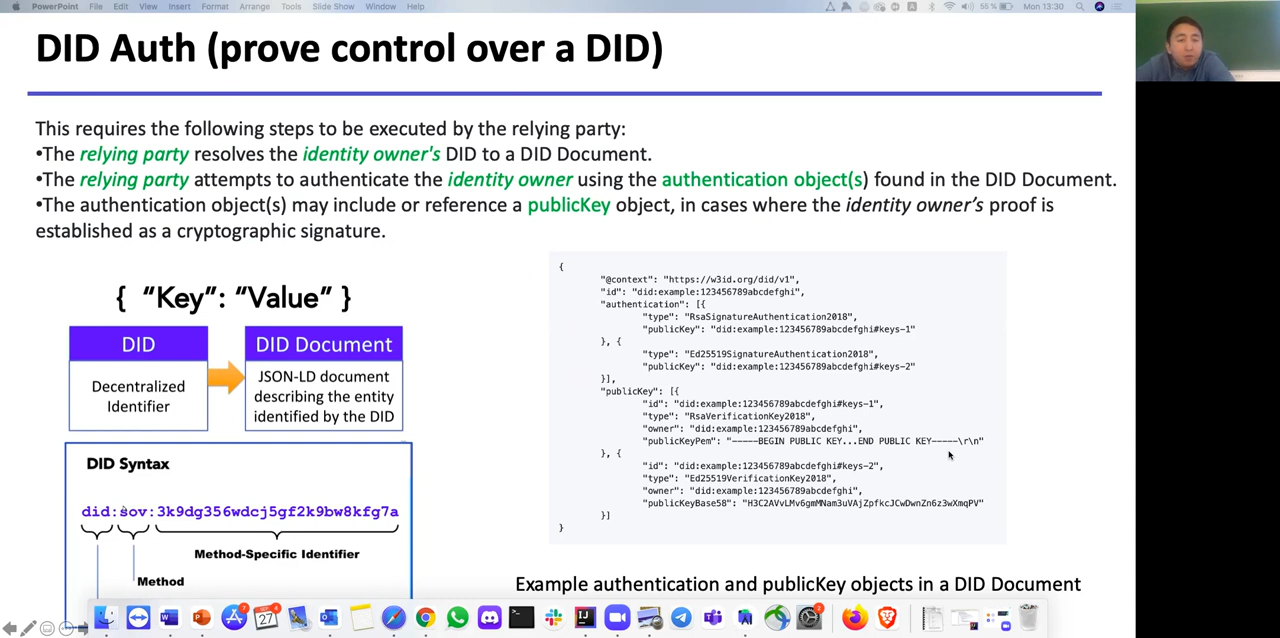 PowerPoint File Edit View Insert Format Arrange Tools Slide Show Window Help
55 % Mon 13:30
DID Auth (prove control over a DID)
This requires the following steps to be executed by the relying party:
•The relying party resolves the identity owner's DID to a DID Document.
•The relying party attempts to authenticate the identity owner using the authentication object(s) found in the DID Document.
•The authentication object(s) may include or reference a publicKey object, in cases where the identity owner’s proof is
established as a cryptographic signature.
{ “Key”: “Value” }
DID
Decentralized
Identifier
DID Document
JSON-LD document
describing the entity
identified by the DID
DID Syntax
did:sov:3k9dg356wdcj5gf2k9bw8kfg7a
Method-Specific Identifier
Method
{
"@context": "https://w3id.org/did/v1",
"id": "did:example:123456789abcdefghi",
"authentication": [{
"type": "RsaSignatureAuthentication2018",
"publicKey": "did:example:123456789abcdefghi#keys-1"
}, {
"type": "Ed25519SignatureAuthentication2018",
"publicKey": "did:example:123456789abcdefghi#keys-2"
}],
"publicKey": [{
"id": "did:example:123456789abcdefghi#keys-1",
"type": "RsaVerificationKey2018",
"owner": "did:example:123456789abcdefghi",
"publicKeyPem": "-----BEGIN PUBLIC KEY...END PUBLIC KEY-----\r\n"
}, {
"id": "did:example:123456789abcdefghi#keys-2",
"type": "Ed25519VerificationKey2018",
"owner": "did:example:123456789abcdefghi",
"publicKeyBase58": "H3C2AVvLMv6gmMNam3uVAjZpfkcJCwDwnZn6z3wXmqPV"
}]
}
Example authentication and publicKey objects in a DID Document